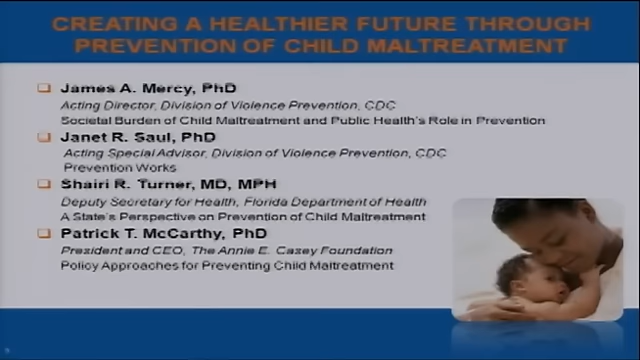 CREATING A HEALTHIER FUTURE THROUGH
PREVENTION OF CHILD MALTREATMENT
James A. Mercy, PhD
Acting Director, Division of Violence Prevention, CDC
Societal Burden of Child Maltreatment and Public Health's Role in Prevention
Janet R. Saul, PhD
Acting Special Advisor, Division of Violence Prevention, CDC
Prevention Works
Shairi R. Turner, MD, MPH
Deputy Secretary for Health, Florida Department of Health
A State's Perspective on Prevention of Child Maltreatment
Patrick T. McCarthy, PhD
President and CEO, The Annie E. Casey Foundation
Policy Approaches for Preventing Child Maltreatment